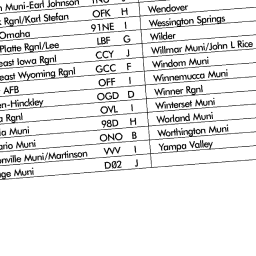 Muni-Earl Johnson
Rgnl/Karl Stefan OFK H Wendover
Omaha 91NE I Wessington Springs
Platte Rgnl/Lee LBF G Wilder
east Iowa Rgnl CCY J Willmar Muni/John L Rice
east Wyoming Rgnl GCC F Windom Muni
AFB OFF I Winnemucca Muni
en-Hinckley OGD D Winner Rgnl
Rgnl OVL I Winterset Muni
Muni 98D H Worland Muni
ario Muni ONO B Worthington Muni
onville Muni/Martinson VVV I Yampa Valley
nge Muni D02 J